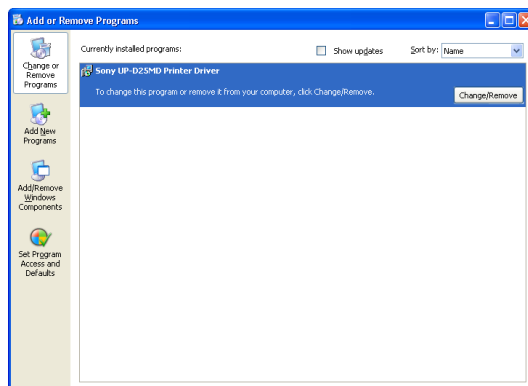 Add or Remove Programs
Change or
Remove
Programs
Currently installed programs:
Show updates
Sort by:
Name
Sony UP-D25MD Printer Driver
To change this program or remove it from your computer, click Change/Remove.
Change/Remove
Add New
Programs
Add/Remove
Windows
Components
Set Program
Access and
Defaults